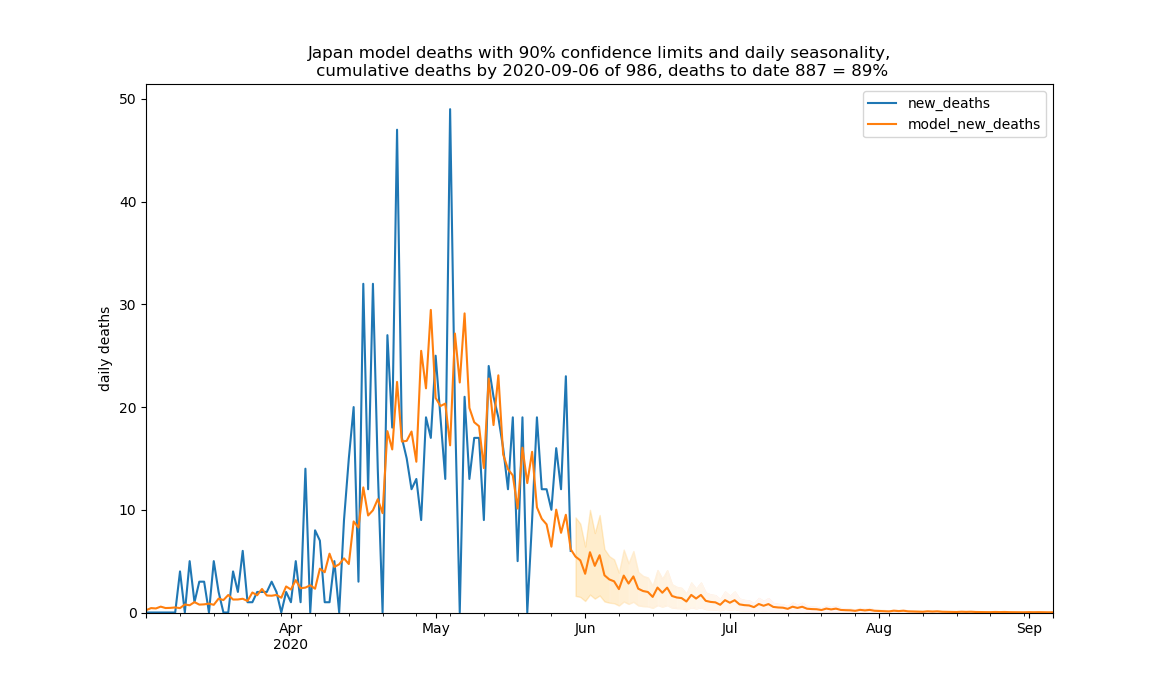 Japan model deaths with 90% confidence limits and daily seasonality,
cumulative deaths by 2020-09-06 of 986, deaths to date 887 = 89%
new_deaths
model_new_deaths
daily deaths
50
40
30
20
10
0
Apr
2020
May
Jun
Jul
Aug
Sep